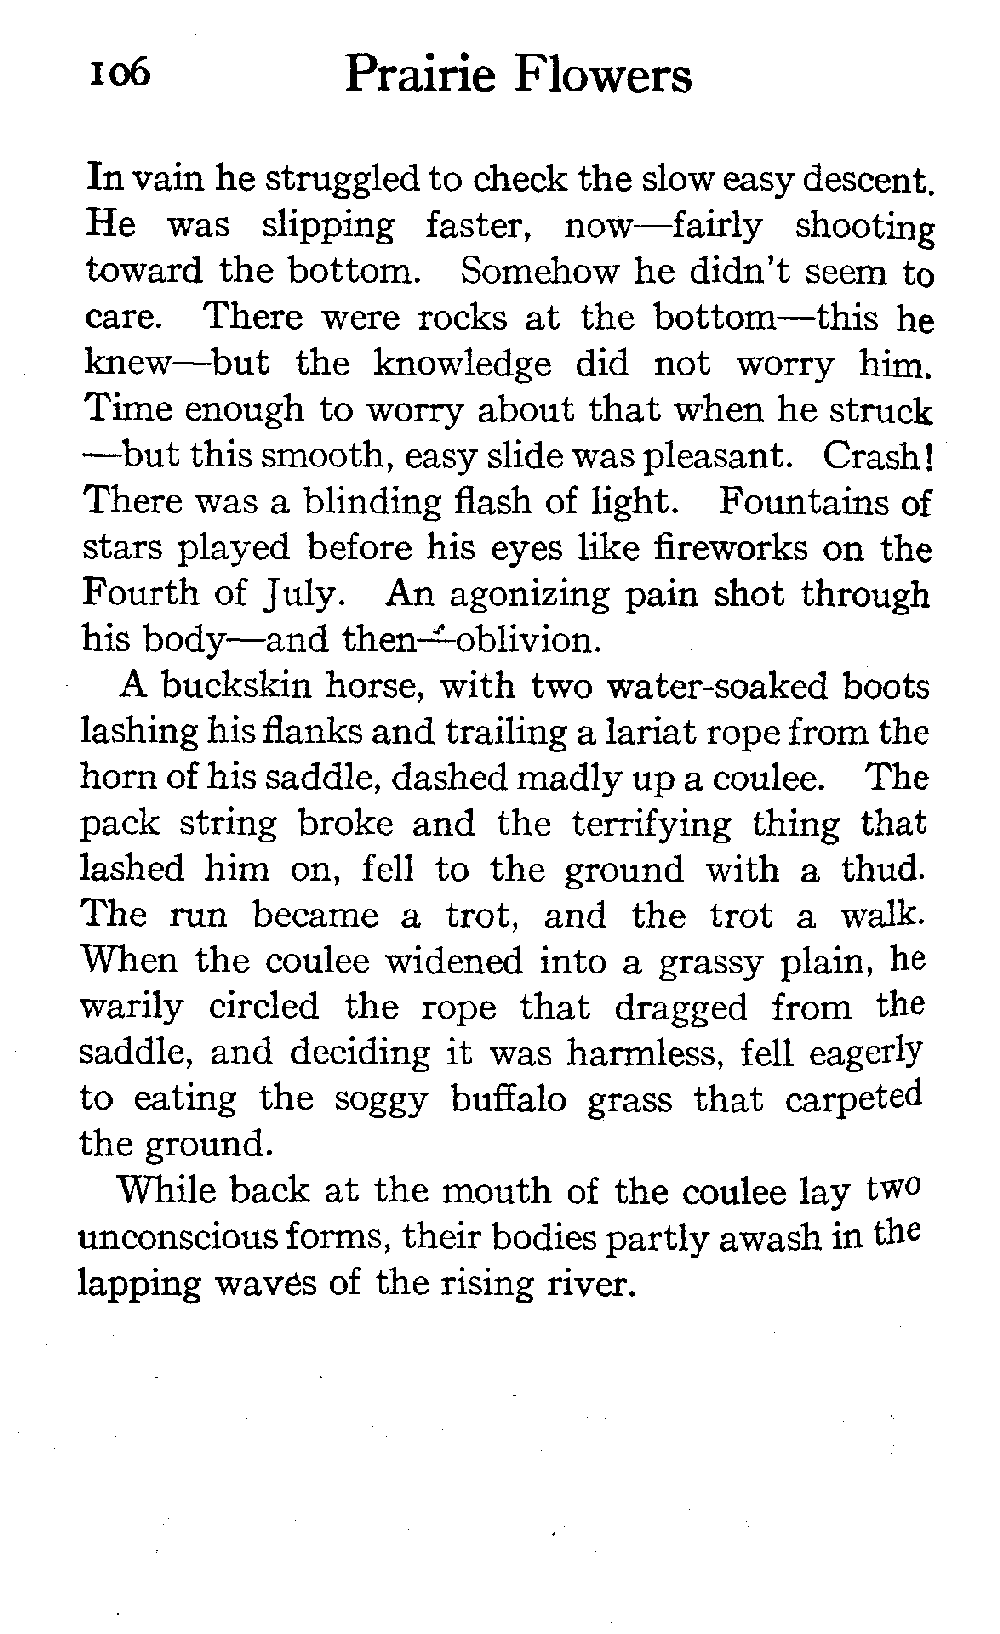 106 Prairie Flowers
In vain he struggled to check the slow easy descent.
He was slipping faster, now—fairly shooting
toward the bottom. Somehow he didn't seem to
care. There were rocks at the bottom—this he
knew—but the knowledge did not worry him.
Time enough to worry about that when he struck
—but this smooth, easy slide was pleasant. Crash!
There was a blinding flash of light. Fountains of
stars played before his eyes like fireworks on the
Fourth of July. An agonizing pain shot through
his body—and then—oblivion.
A buckskin horse, with two water-soaked boots
lashing his flanks and trailing a lariat rope from the
horn of his saddle, dashed madly up a coulee. The
pack string broke and the terrifying thing that
lashed him on, fell to the ground with a thud.
The run became a trot, and the trot a walk.
When the coulee widened into a grassy plain, he
warily circled the rope that dragged from the
saddle, and deciding it was harmless, fell eagerly
to eating the soggy buffalo grass that carpeted
the ground.
While back at the mouth of the coulee lay two
unconscious forms, their bodies partly awash in the
lapping waves of the rising river.